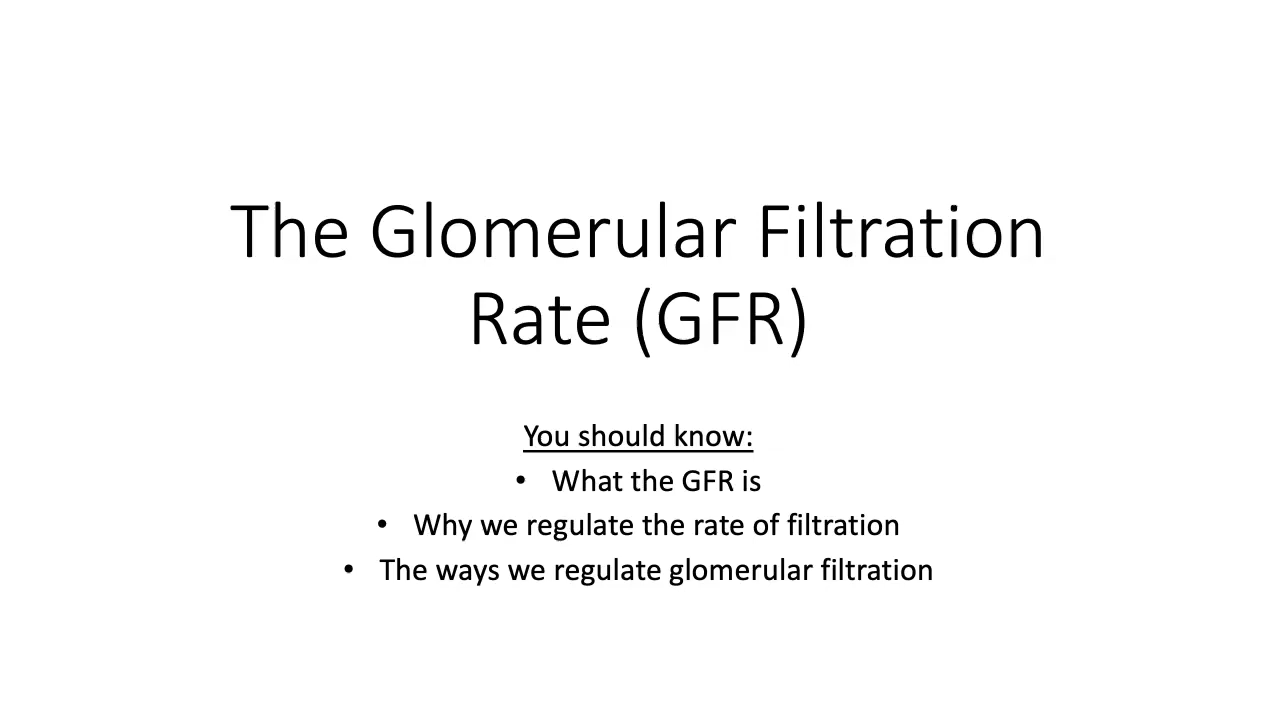 The Glomerular Filtration
Rate (GFR)
You should know:
• What the GFR is
• Why we regulate the rate of filtration
• The ways we regulate glomerular filtration